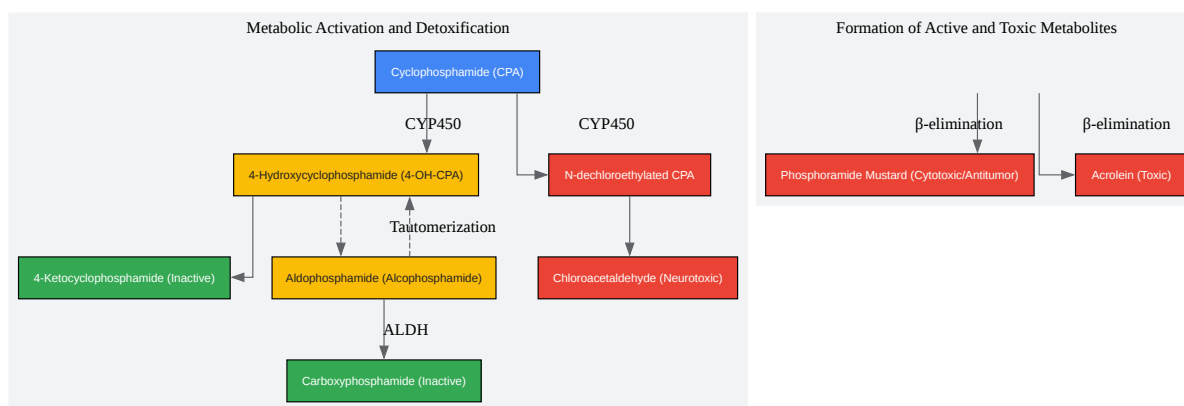 Metabolic Activation and Detoxification
Cyclophosphamide (CPA)
CYP450
CYP450
4-Hydroxycyclophosphamide (4-OH-CPA)
N-dechloroethylated CPA
Tautomerization
4-Ketocyclophosphamide (Inactive)
Aldophosphamide (Alcophosphamide)
Chloroacetaldehyde (Neurotoxic)
ALDH
Carboxyphosphamide (Inactive)
Formation of Active and Toxic Metabolites
β-elimination
β-elimination
Phosphoramide Mustard (Cytotoxic/Antitumor)
Acrolein (Toxic)